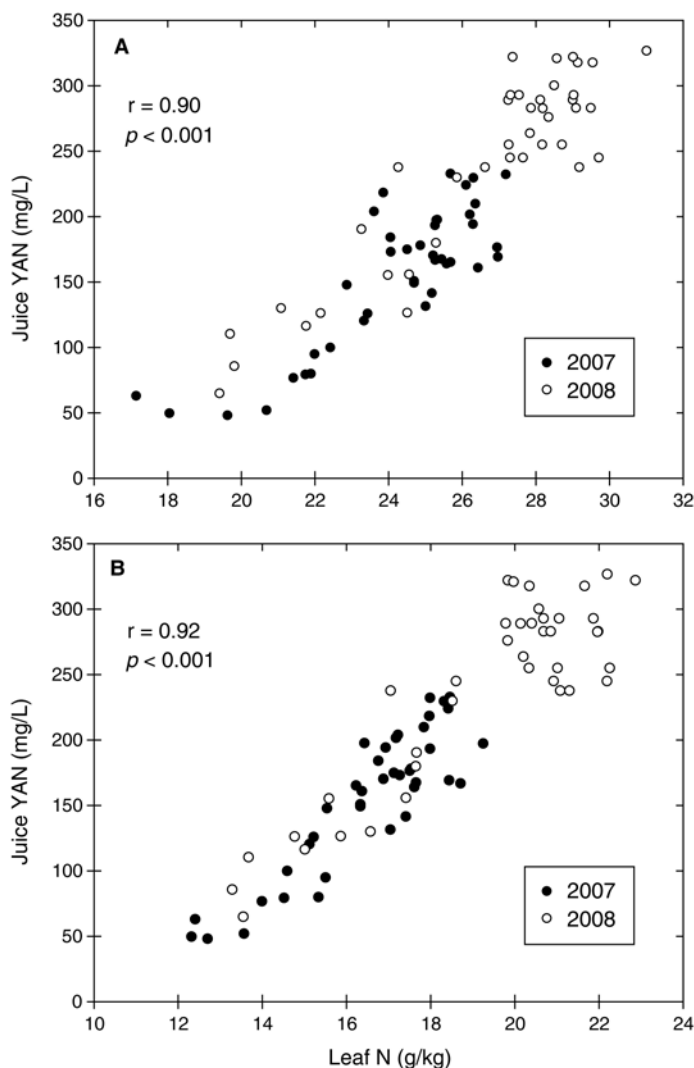 350
300
250
200
150
100
50
0
Juice YAN (mg/L)
A
r = 0.90
p < 0.001
2007
2008
16 18 20 22 24 26 28 30 32
350
300
250
200
150
100
50
0
Juice YAN (mg/L)
B
r = 0.92
p < 0.001
2007
2008
10 12 14 16 18 20 22 24
Leaf N (g/kg)